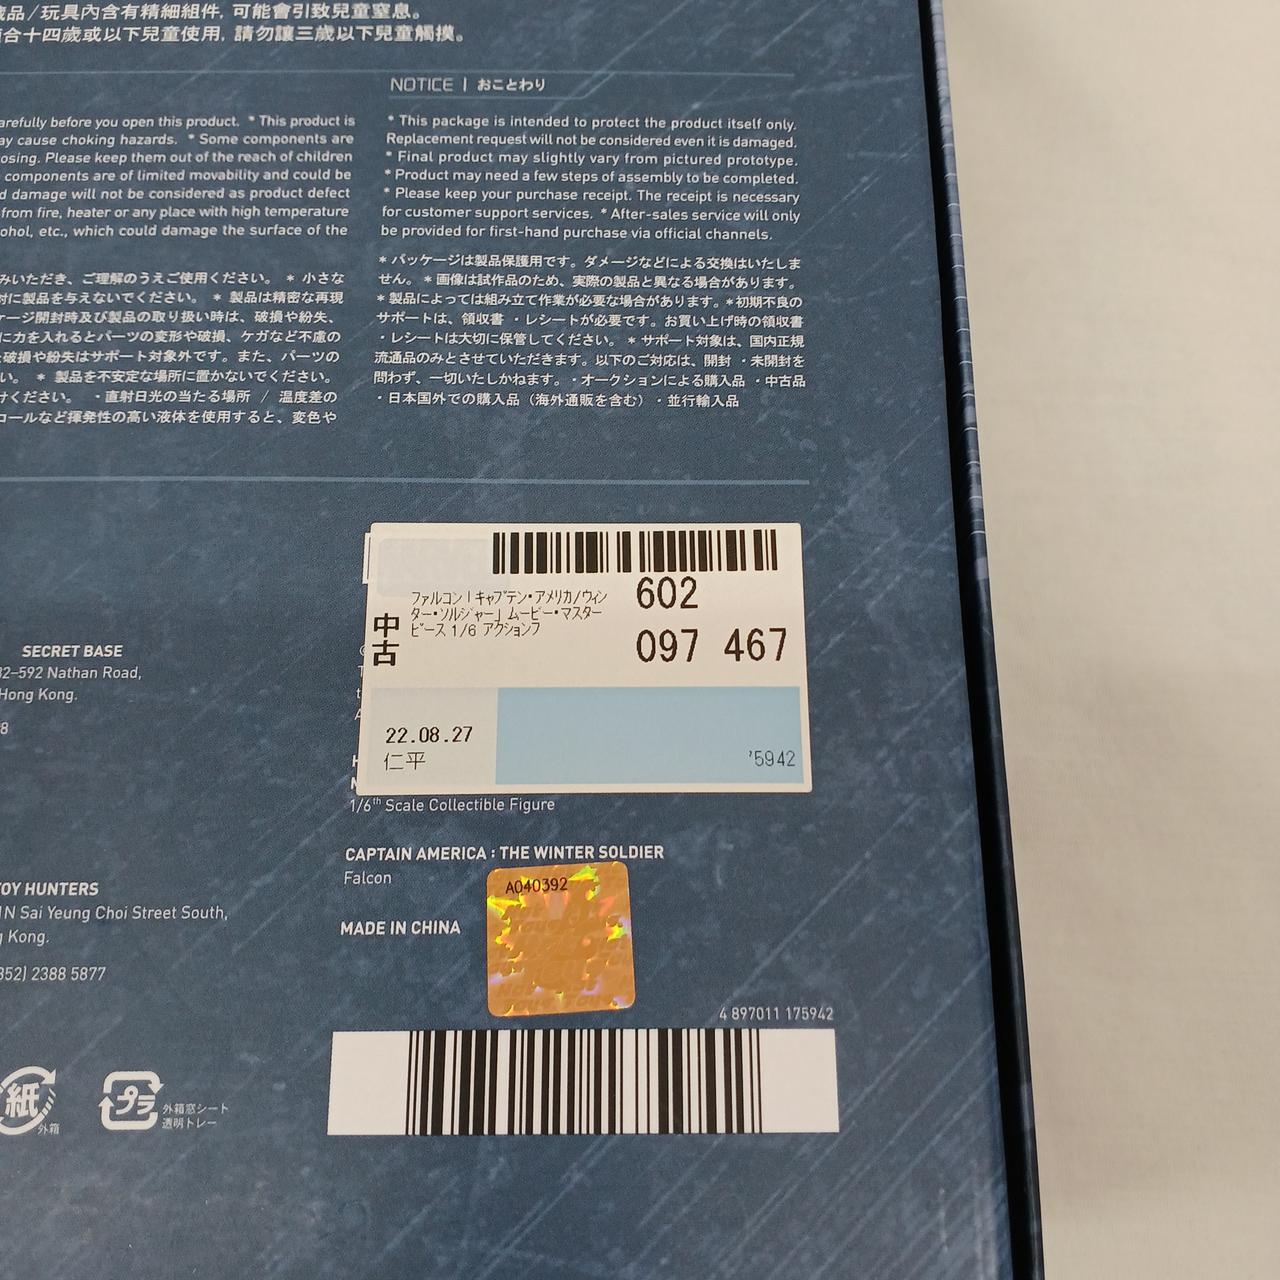 藏品/玩具內含有精細組件, 可能會引致兒童窒息。
適合十四歲或以下兒童使用, 請勿讓三歲以下兒童觸摸。
NOTICE | おことわり
carefully before you open this product. * This product is
may cause choking hazards. * Some components are
osing. Please keep them out of the reach of children
components are of limited movability and could be
d damage will not be considered as product defect
from fire, heater or any place with high temperature
ohol, etc., which could damage the surface of the
* This package is intended to protect the product itself only.
Replacement request will not be considered even it is damaged.
* Final product may slightly vary from pictured prototype.
* Product may need a few steps of assembly to be completed.
* Please keep your purchase receipt. The receipt is necessary
for customer support services. * After-sales service will only
be provided for first-hand purchase via official channels.
みいただき、ご理解のうえご使用ください。 * 小さな
対に製品を与えないでください。 * 製品は精密な再現
ケージ開封時及び製品の取り扱い時は、破損や紛失、
に力を入れるとパーツの変形や破損、ケガなど不慮の
破損や紛失はサポート対象外です。また、パーツの
い。 * 製品を不安定な場所に置かないでください。
けください。 ・直射日光の当たる場所 / 温度差の
コールなど揮発性の高い液体を使用すると、変色や
* パッケージは製品保護用です。ダメージなどによる交換はいたしま
せん。 * 画像は試作品のため、実際の製品と異なる場合があります。
* 製品によっては組み立て作業が必要な場合があります。 * 初期不良の
サポートは、領収書 ・レシートが必要です。お買い上げ時の領収書
・レシートは大切に保管してください。 * サポート対象は、国内正規
流通品のみとさせていただきます。以下のご対応は、開封 ・未開封を
問わず、一切いたしかねます。・オークションによる購入品 ・中古品
・日本国外での購入品（海外通販を含む）・並行輸入品
SECRET BASE
32–592 Nathan Road,
Hong Kong.
8
中古
ファルコン「キャプテン・アメリカ/ウィン
ター・ソルジャー」 ムービー・マスター
ピース 1/6 アクションフ
602
097 467
22.08.27
仁平
'5942
1/6th Scale Collectible Figure
CAPTAIN AMERICA : THE WINTER SOLDIER
Falcon
MADE IN CHINA
A040392
TOY HUNTERS
1N Sai Yeung Choi Street South,
g Kong.
852) 2388 5877
4 897011 175942
紙
外箱
プラ
外箱窓シート
透明トレー